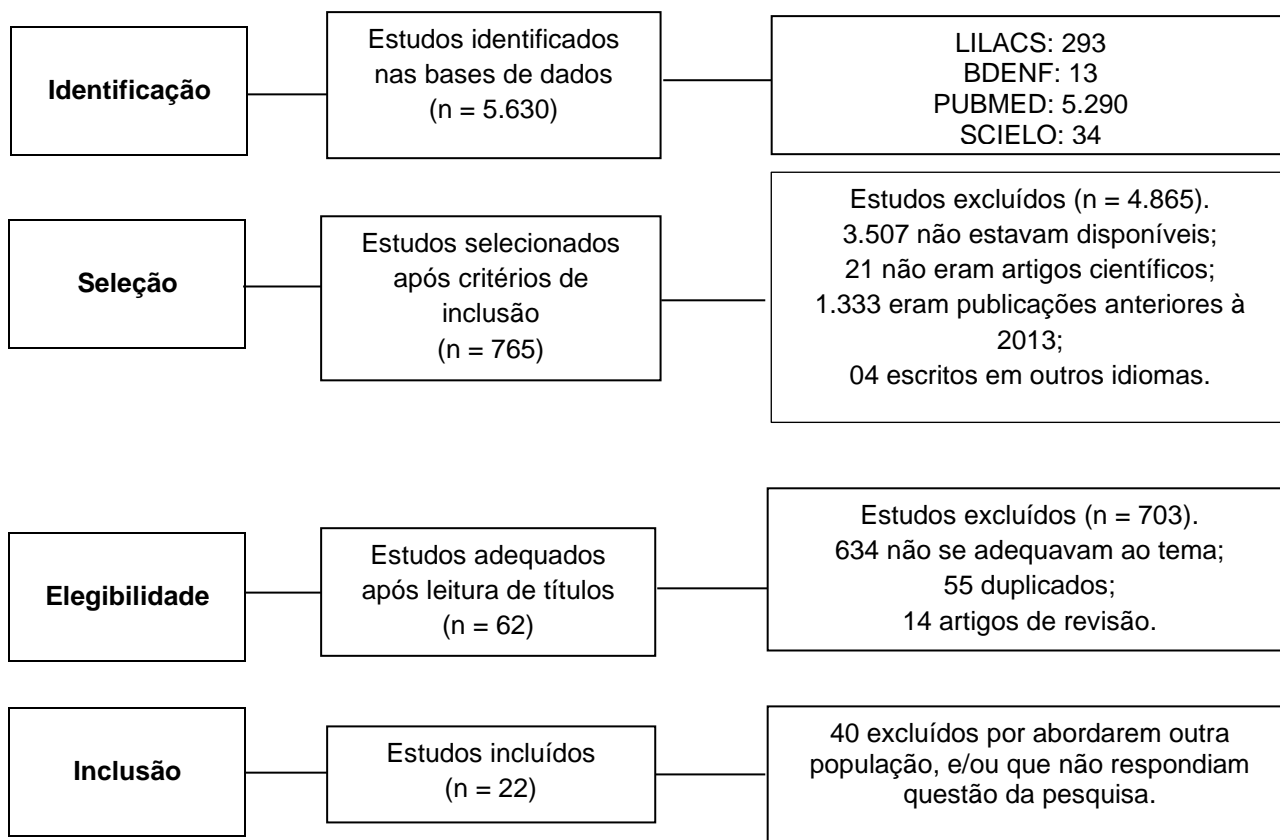 Identificação
Estudos identificados
nas bases de dados
(n = 5.630)
LILACS: 293
BDENF: 13
PUBMED: 5.290
SCIELO: 34
Seleção
Estudos selecionados
após critérios de
inclusão
(n = 765)
Estudos excluídos (n = 4.865).
3.507 não estavam disponíveis;
21 não eram artigos científicos;
1.333 eram publicações anteriores à
2013;
04 escritos em outros idiomas.
Elegibilidade
Estudos adequados
após leitura de títulos
(n = 62)
Estudos excluídos (n = 703).
634 não se adequavam ao tema;
55 duplicados;
14 artigos de revisão.
Inclusão
Estudos incluídos
(n = 22)
40 excluídos por abordarem outra
população, e/ou que não respondiam
questão da pesquisa.